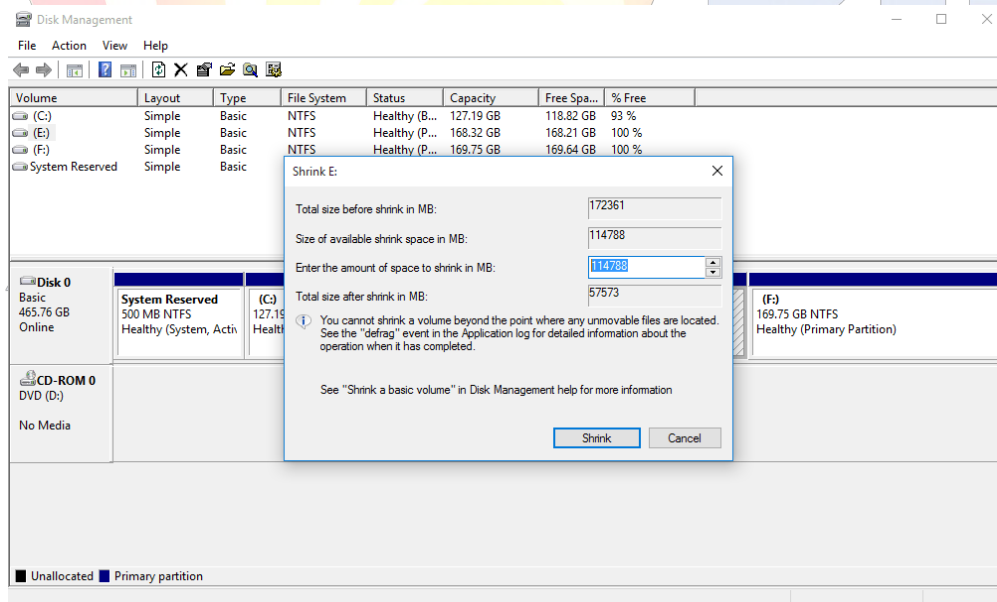 Disk Management
File Action View Help
Volume Layout Type File System Status Capacity Free Spa... % Free
(C:) Simple Basic NTFS Healthy (B... 127.19 GB 118.82 GB 93 %
(E:) Simple Basic NTFS Healthy (P... 168.32 GB 168.21 GB 100 %
(F:) Simple Basic NTFS Healthy (P... 169.75 GB 169.64 GB 100 %
System Reserved Simple Basic
Shrink E:
Total size before shrink in MB: 172361
Size of available shrink space in MB: 114788
Enter the amount of space to shrink in MB: 114788
Total size after shrink in MB: 57573
You cannot shrink a volume beyond the point where any unmovable files are located.
See the "defrag" event in the Application log for detailed information about the
operation when it has completed.
See "Shrink a basic volume" in Disk Management help for more information
Shrink Cancel
Disk 0
Basic
465.76 GB
Online
System Reserved
500 MB NTFS
Healthy (System, Activ
(C:)
127.19
Healt
(F:)
169.75 GB NTFS
Healthy (Primary Partition)
CD-ROM 0
DVD (D:)
No Media
Unallocated Primary partition